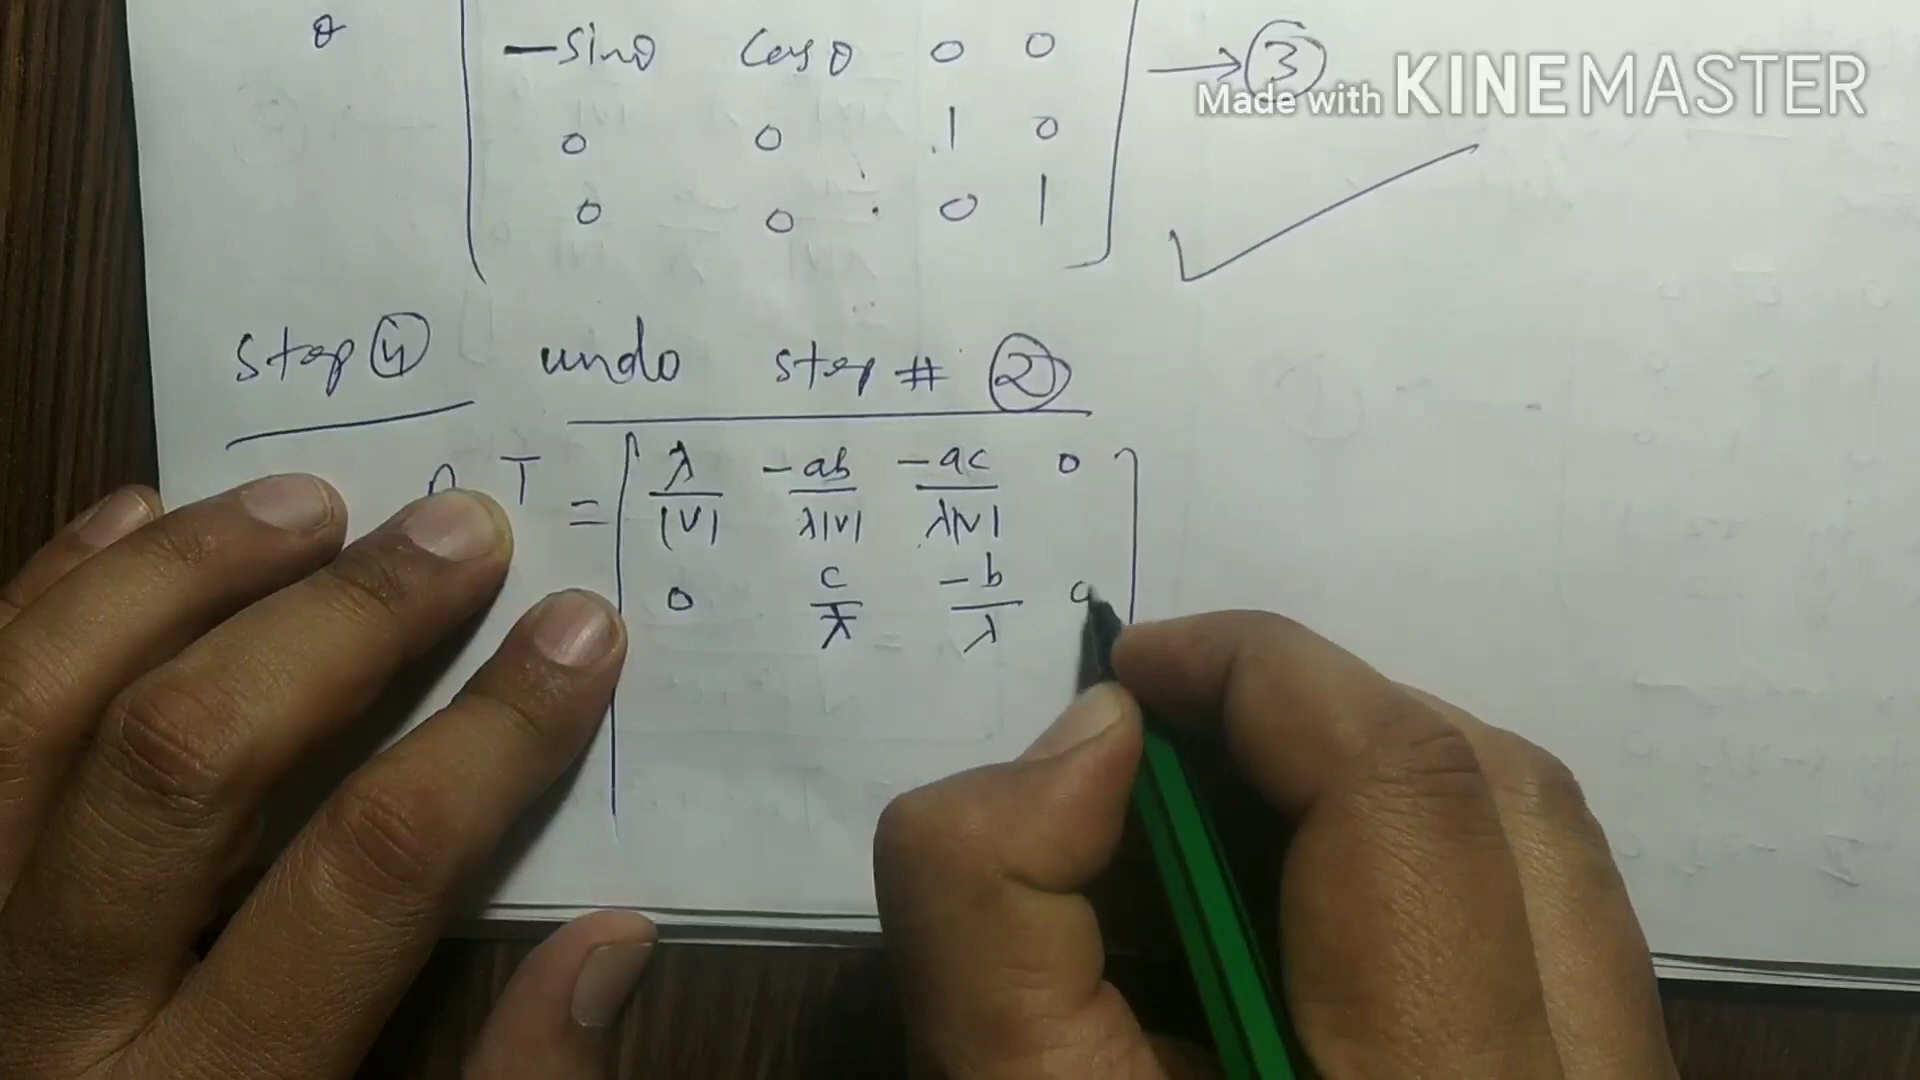 θ -Sinθ Cosθ 0 0 → 3
Made with KINEMASTER
0 0 1 0
0 0 0 1
Step 4 undo step # 2
T = λ/|V| -ab/λ|V| -ac/λ|V| 0
0 c/λ -b/λ